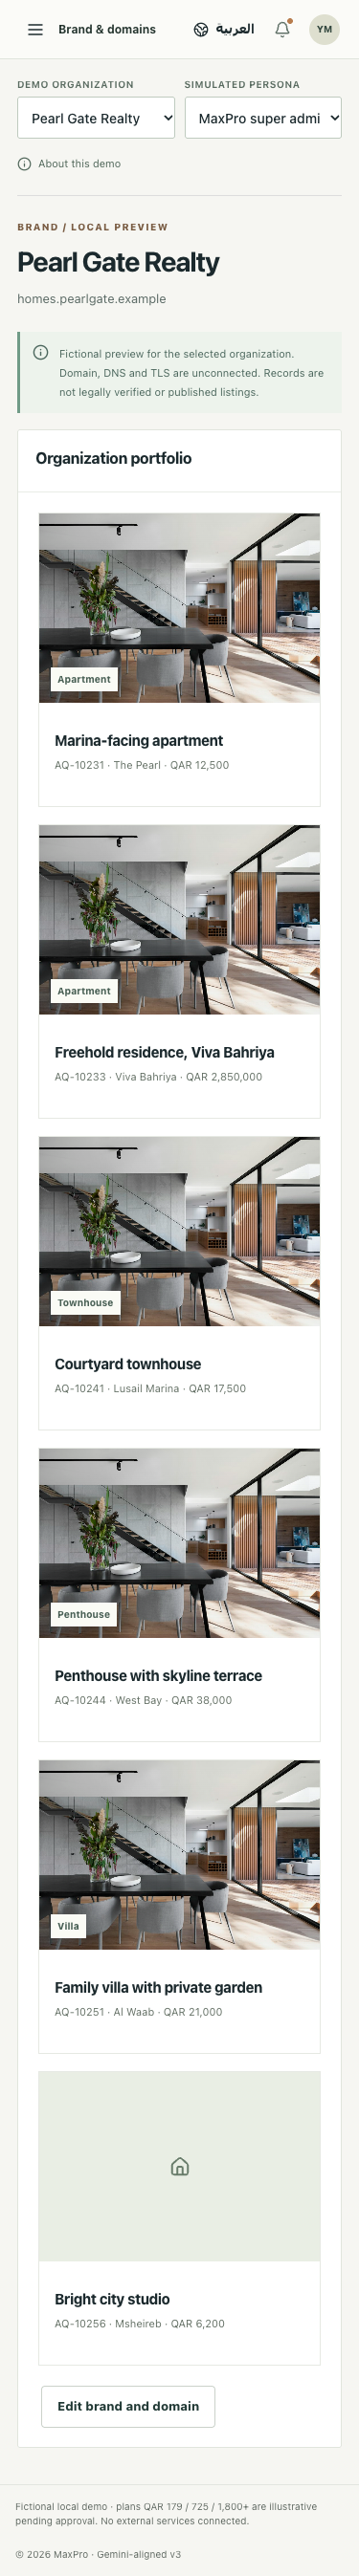 Brand & domains
العربية
YM
DEMO ORGANIZATION
SIMULATED PERSONA
Pearl Gate Realty
MaxPro super admi
About this demo
BRAND / LOCAL PREVIEW
Pearl Gate Realty
homes.pearlgate.example
Fictional preview for the selected organization.
Domain, DNS and TLS are unconnected. Records are
not legally verified or published listings.
Organization portfolio
Apartment
Marina-facing apartment
AQ-10231 · The Pearl · QAR 12,500
Apartment
Freehold residence, Viva Bahriya
AQ-10233 · Viva Bahriya · QAR 2,850,000
Townhouse
Courtyard townhouse
AQ-10241 · Lusail Marina · QAR 17,500
Penthouse
Penthouse with skyline terrace
AQ-10244 · West Bay · QAR 38,000
Villa
Family villa with private garden
AQ-10251 · Al Waab · QAR 21,000
Bright city studio
AQ-10256 · Msheireb · QAR 6,200
Edit brand and domain
Fictional local demo · plans QAR 179 / 725 / 1,800+ are illustrative
pending approval. No external services connected.
© 2026 MaxPro · Gemini-aligned v3